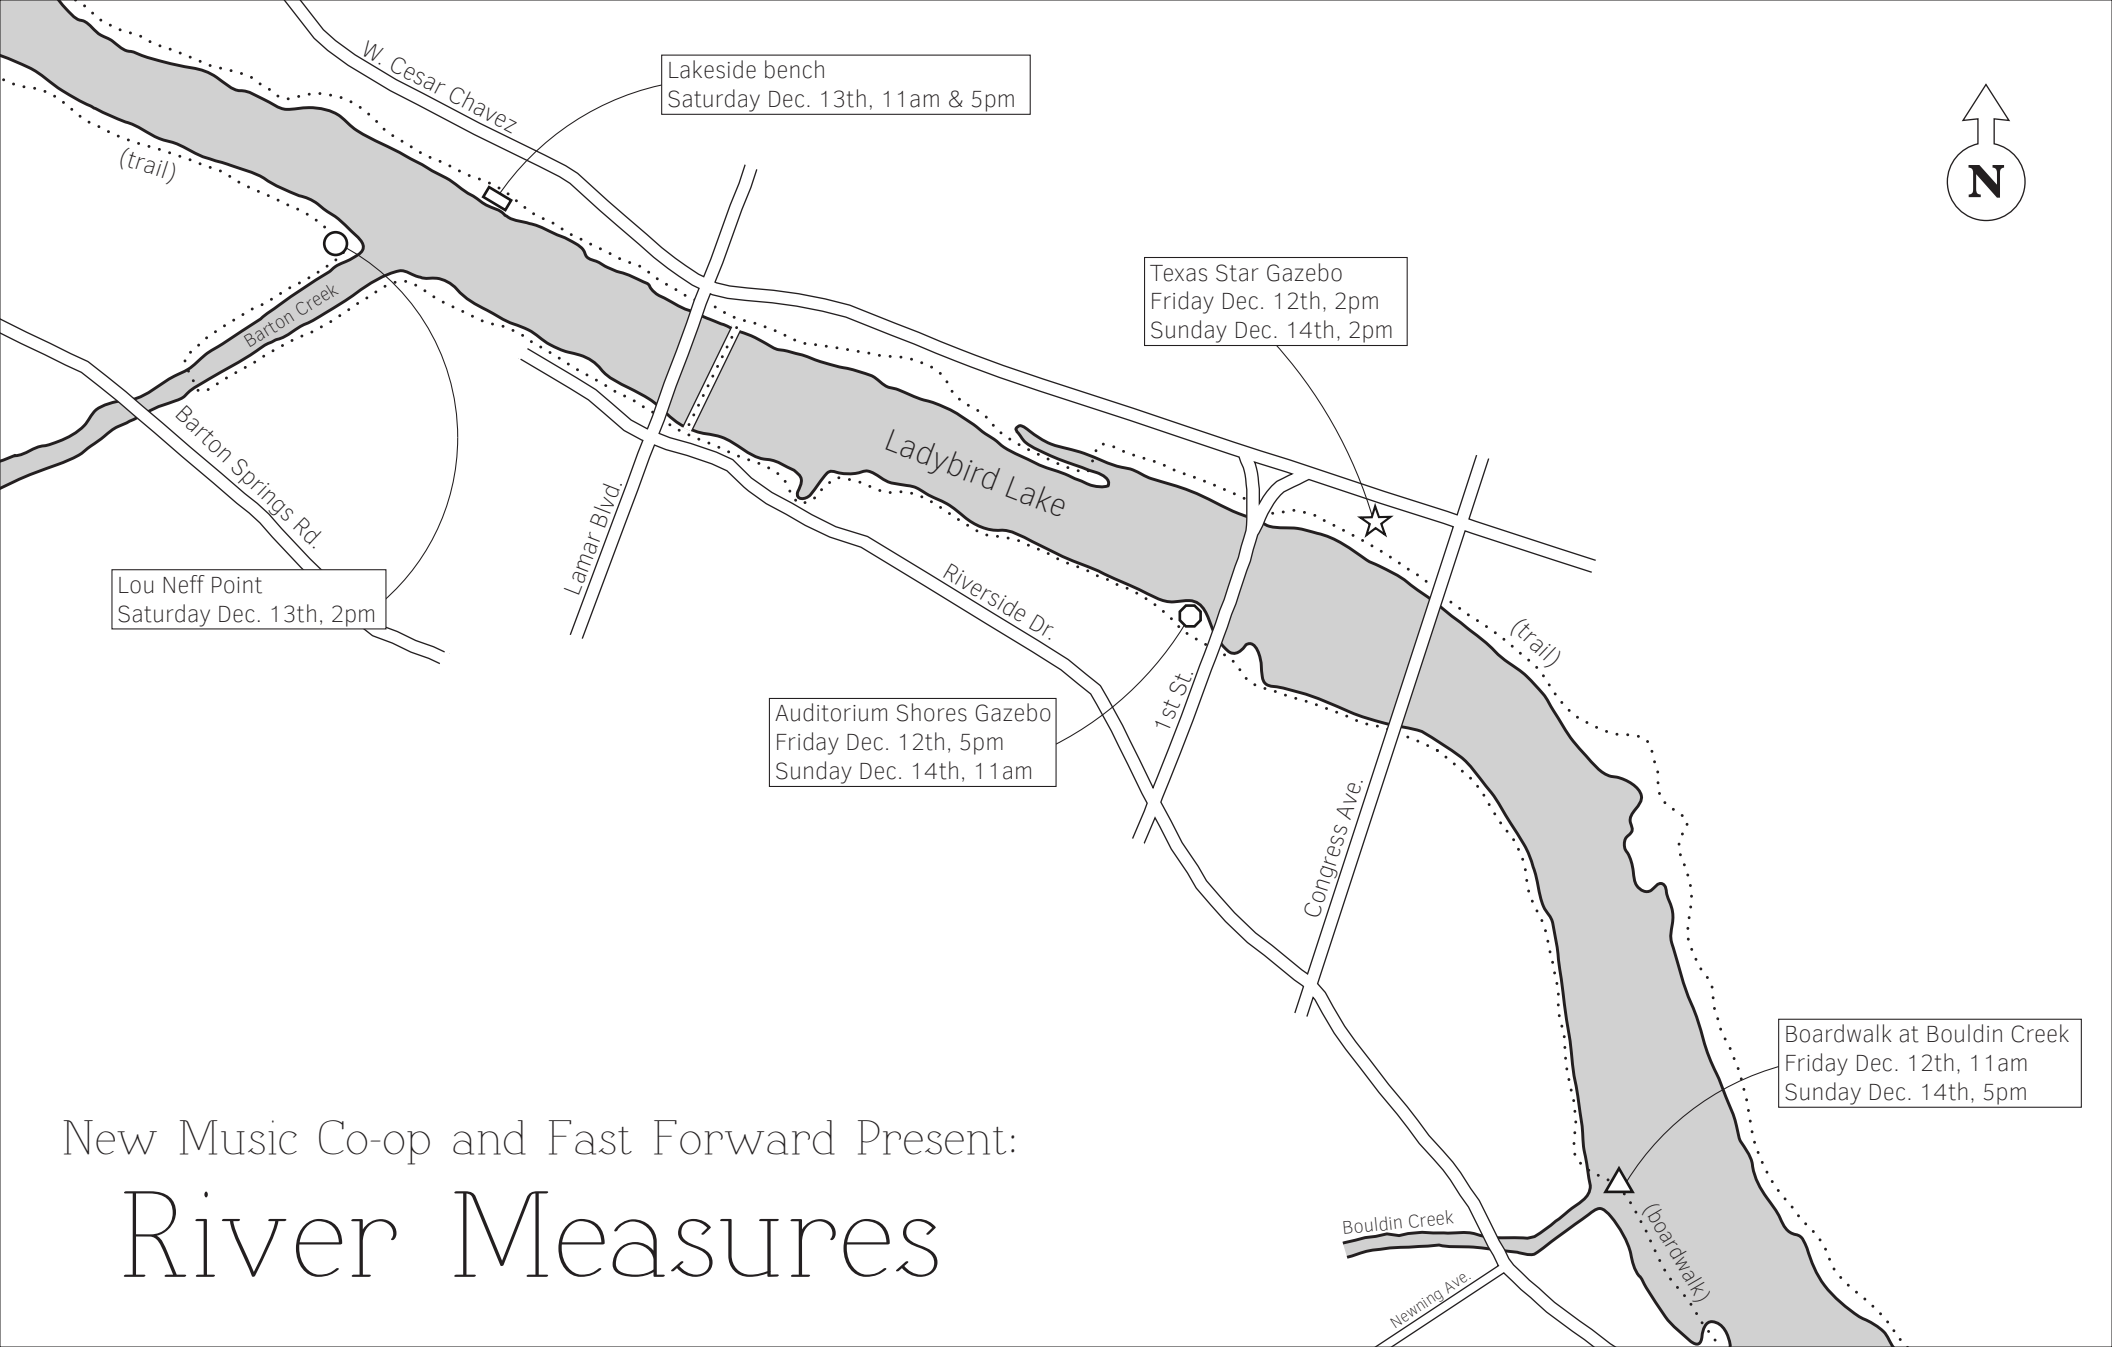 W. Cesar Chavez
Lakeside bench
Saturday Dec. 13th, 11am & 5pm
(trail)
N
Texas Star Gazebo
Friday Dec. 12th, 2pm
Sunday Dec. 14th, 2pm
Barton Creek
Barton Springs Rd.
Ladybird Lake
Lamar Blvd.
Lou Neff Point
Saturday Dec. 13th, 2pm
Riverside Dr.
(trail)
Auditorium Shores Gazebo
Friday Dec. 12th, 5pm
Sunday Dec. 14th, 11am
1st St.
Congress Ave.
Boardwalk at Bouldin Creek
Friday Dec. 12th, 11am
Sunday Dec. 14th, 5pm
New Music Co-op and Fast Forward Present:
River Measures
Bouldin Creek
(boardwalk)
Newning Ave.